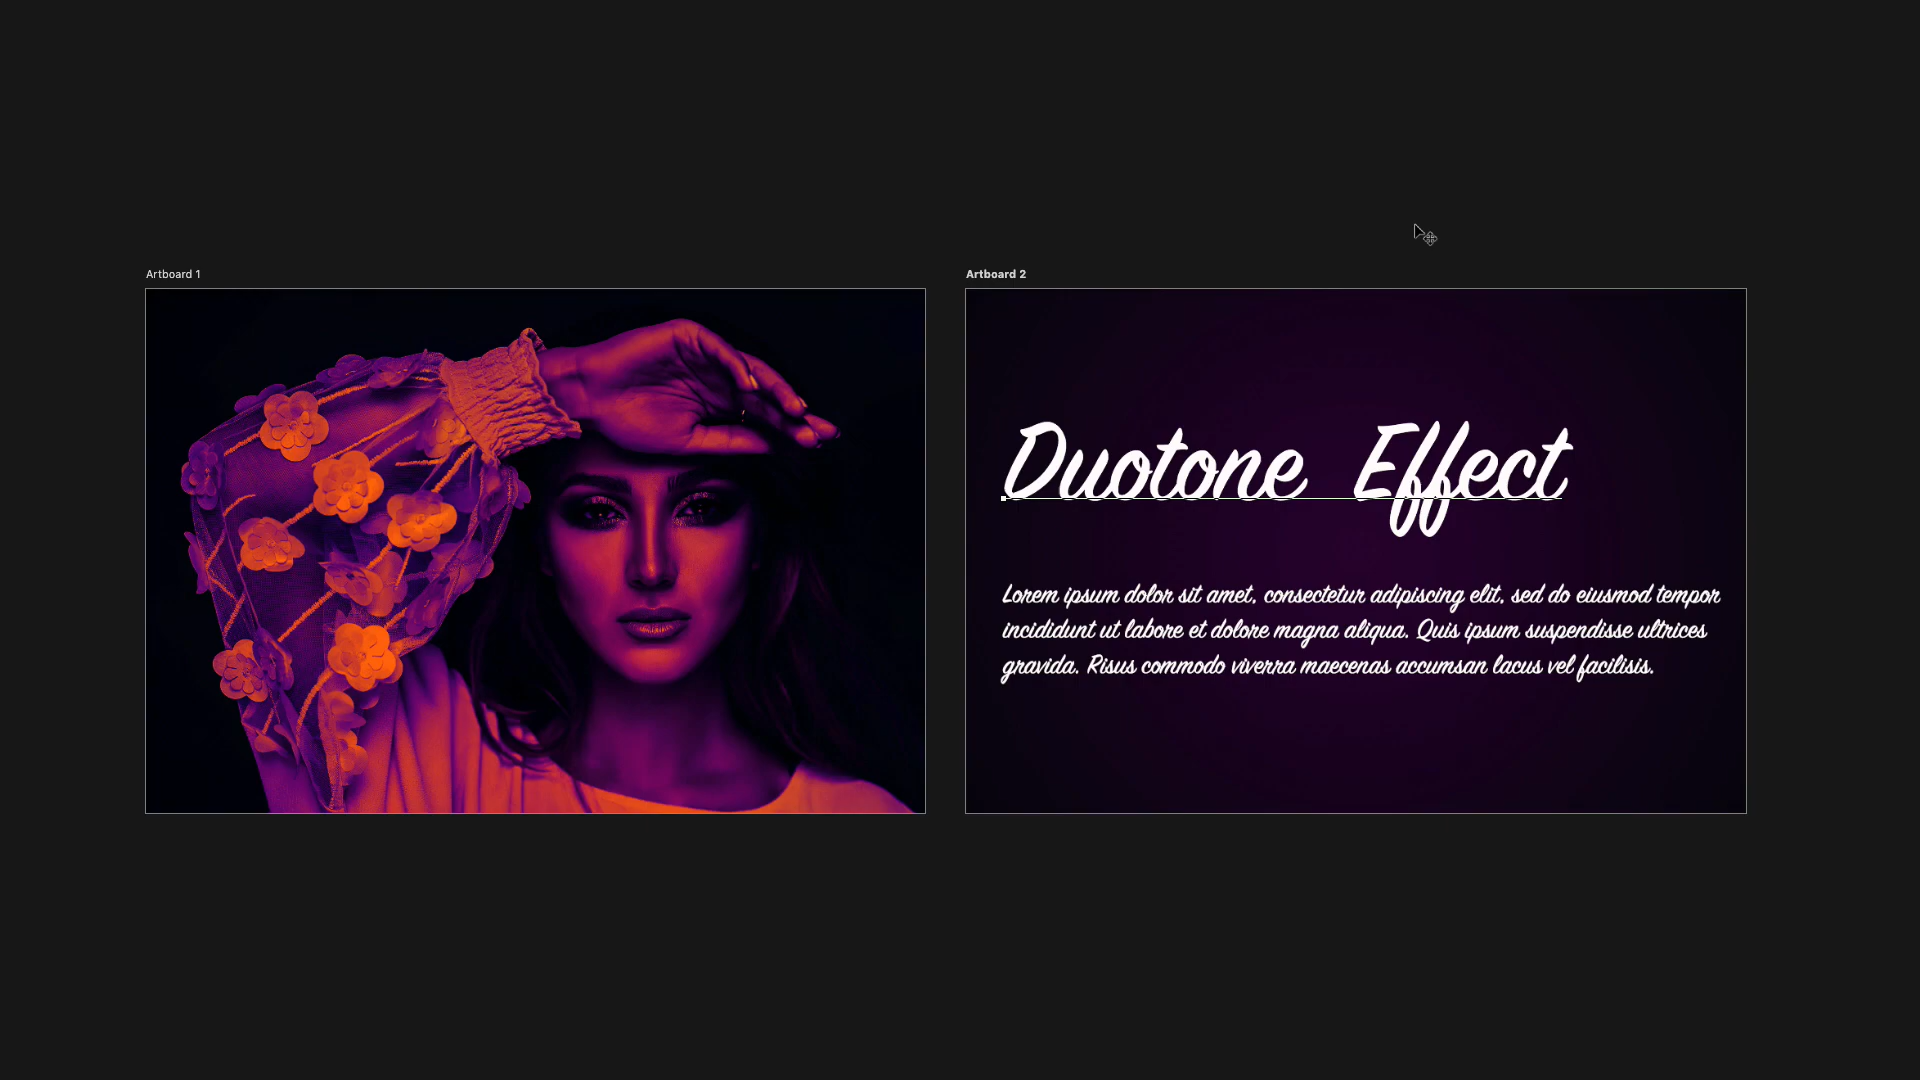 Artboard 1
Artboard 2
Duotone Effect
Lorem ipsum dolor sit amet, consectetur adipiscing elit, sed do eiusmod tempor
incididunt ut labore et dolore magna aliqua. Quis ipsum suspendisse ultrices
gravida. Risus commodo viverra maecenas accumsan lacus vel facilisis.